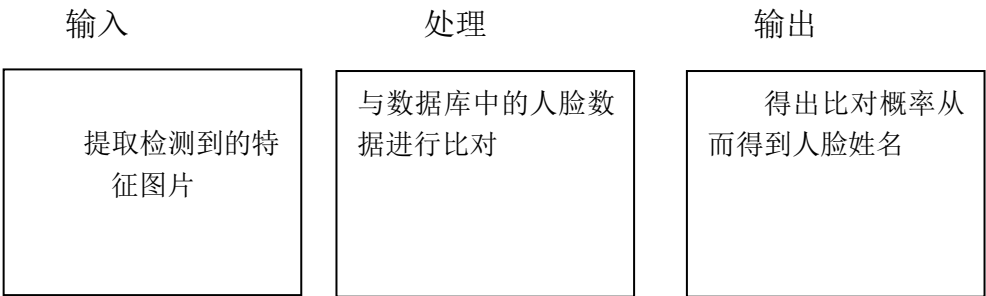 输入
处理
输出
提取检测到的特
征图片
与数据库中的人脸数
据进行比对
得出比对概率从
而得到人脸姓名